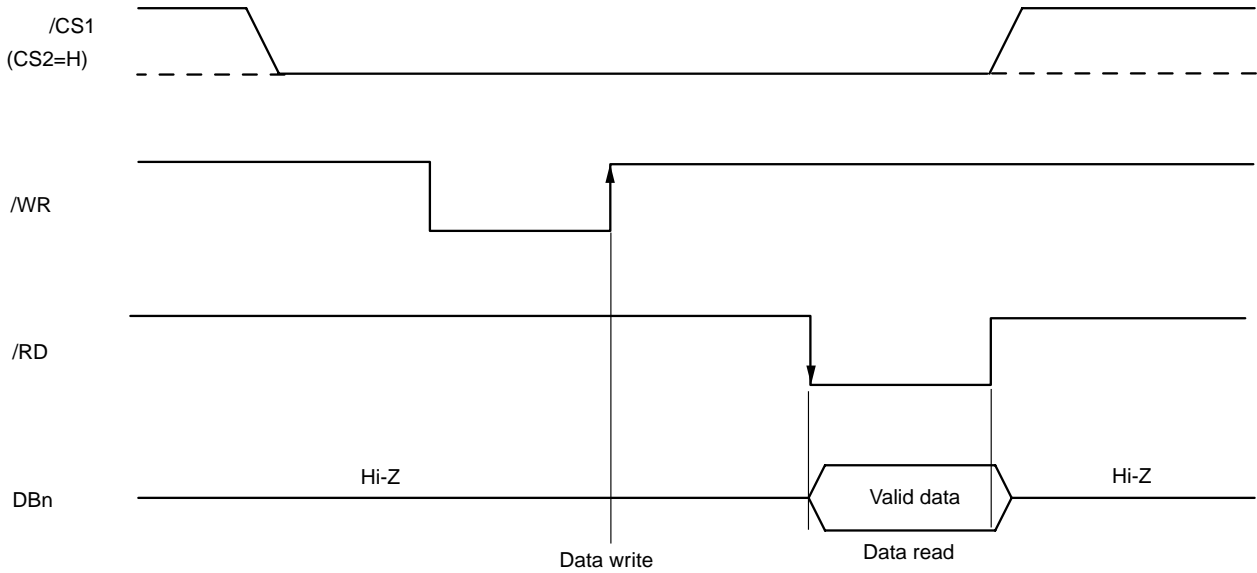 /CS1
(CS2=H)
/WR
/RD
DBn
Hi-Z
Valid data
Hi-Z
Data write
Data read